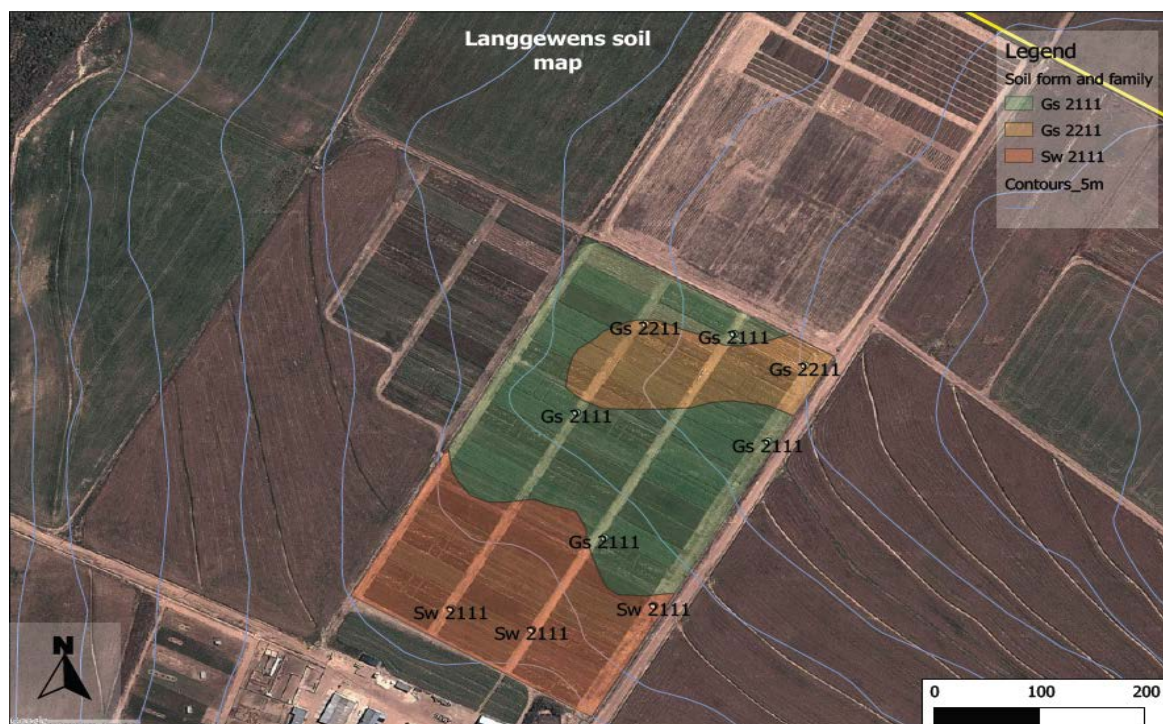 Langgewens soil
map
Legend
Soil form and family
Gs 2111
Gs 2211
Sw 2111
Contours_5m
Gs 2211
Gs 2111
Gs 2211
Gs 2111
Gs 2111
Gs 2111
Sw 2111
Sw 2111
Sw 2111
N
0 100 200